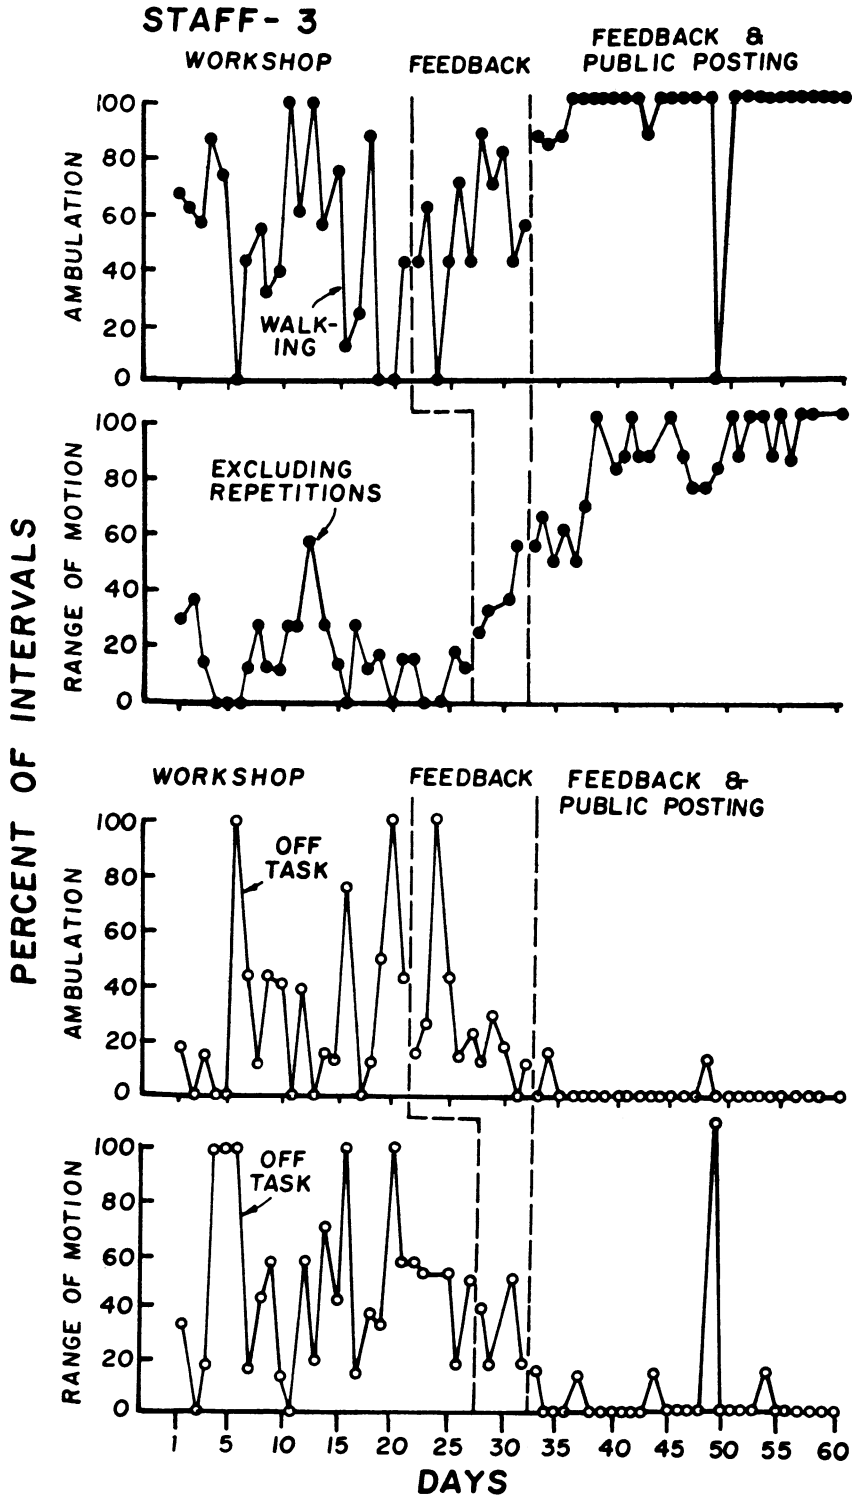 STAFF-3
WORKSHOP
FEEDBACK
FEEDBACK &
PUBLIC POSTING
100
80
60
40
20
0
AMBULATION
WALK-
ING
100
80
60
40
20
0
RANGE OF MOTION
EXCLUDING
REPETITIONS
PERCENT OF INTERVALS
WORKSHOP
FEEDBACK
FEEDBACK &
PUBLIC POSTING
100
80
60
40
20
0
AMBULATION
OFF
TASK
100
80
60
40
20
0
RANGE OF MOTION
OFF
TASK
1 5 10 15 20 25 30 35 40 45 50 55 60
DAYS